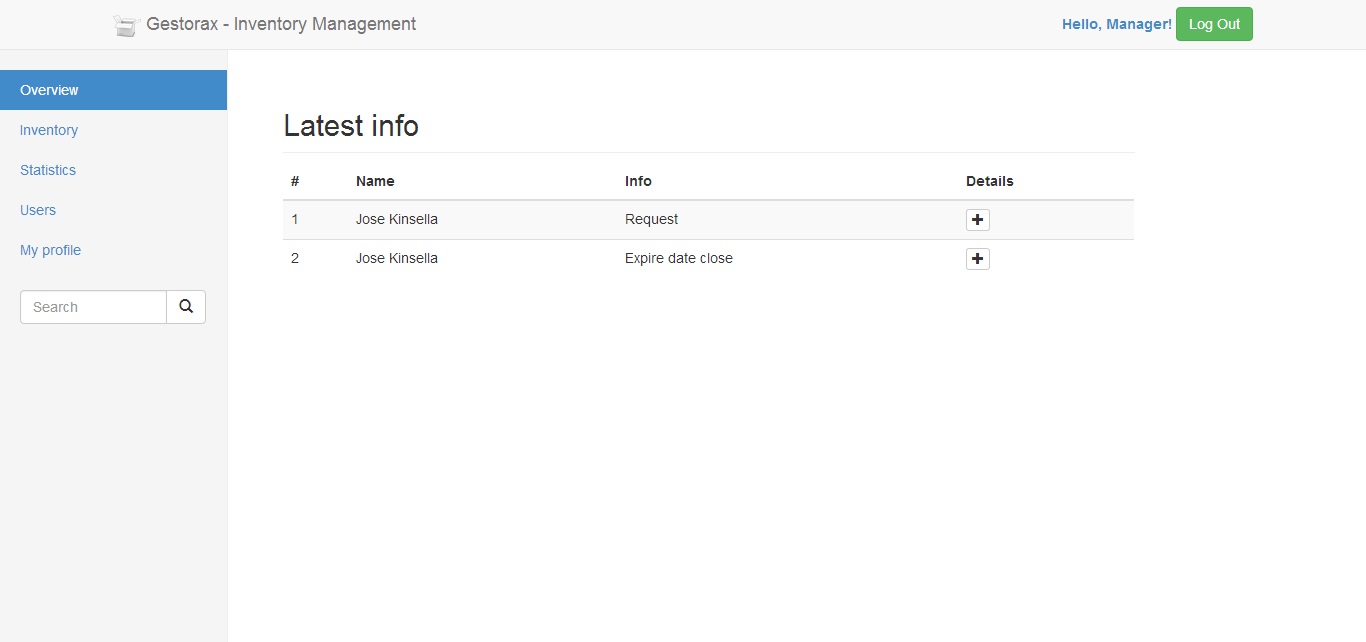 Gestorax - Inventory Management
Hello, Manager! Log Out
Overview
Inventory
Statistics
Users
My profile
Search
Latest info
# Name Info Details
1 Jose Kinsella Request
2 Jose Kinsella Expire date close